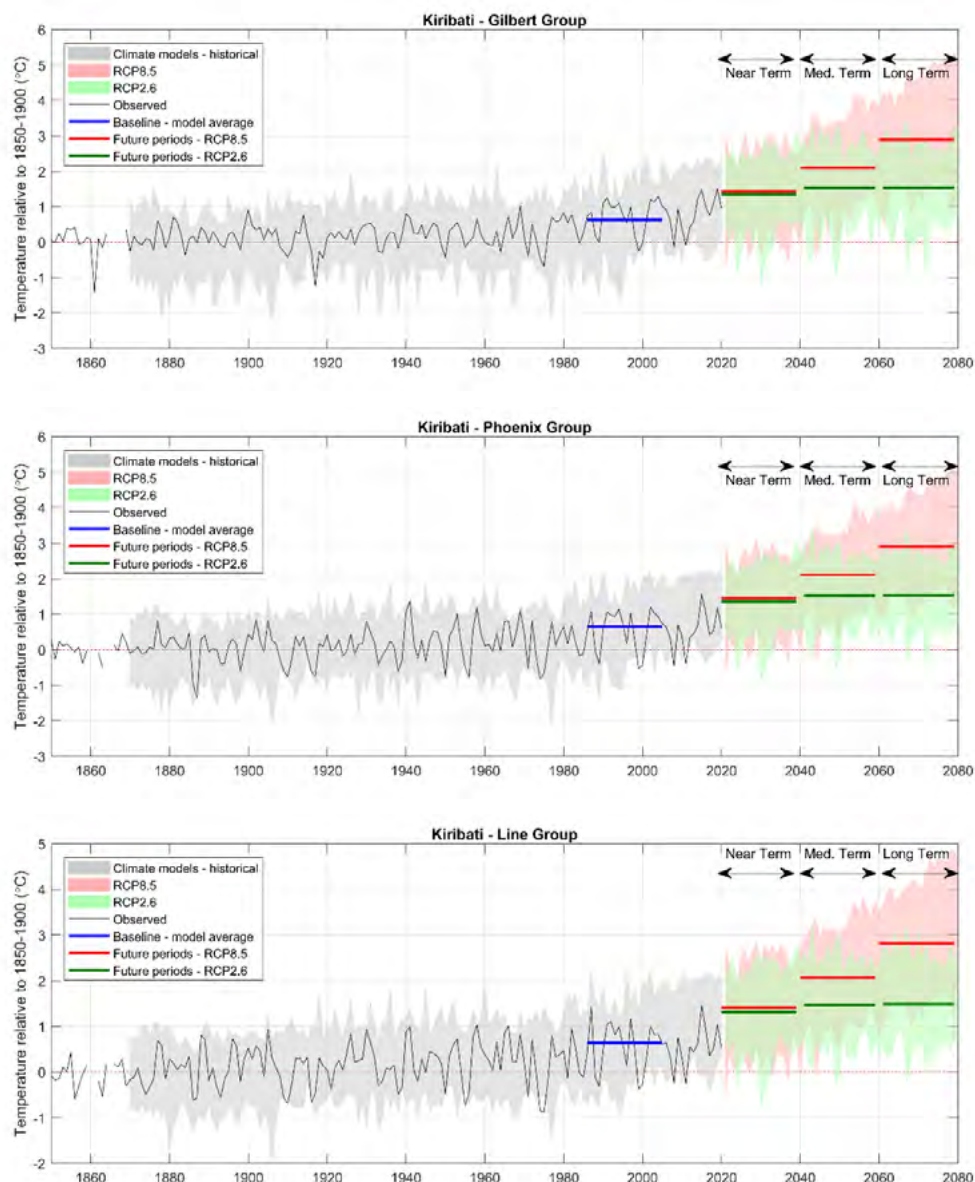 Kiribati - Gilbert Group
Temperature relative to 1850-1900 (°C)
6
5
4
3
2
1
0
-1
-2
-3
Climate models - historical
RCP8.5
RCP2.6
Observed
Baseline - model average
Future periods - RCP8.5
Future periods - RCP2.6
Near Term Med. Term Long Term
1860 1880 1900 1920 1940 1960 1980 2000 2020 2040 2060 2080
Kiribati - Phoenix Group
Temperature relative to 1850-1900 (°C)
6
5
4
3
2
1
0
-1
-2
-3
Climate models - historical
RCP8.5
RCP2.6
Observed
Baseline - model average
Future periods - RCP8.5
Future periods - RCP2.6
Near Term Med. Term Long Term
1860 1880 1900 1920 1940 1960 1980 2000 2020 2040 2060 2080
Kiribati - Line Group
Temperature relative to 1850-1900 (°C)
5
4
3
2
1
0
-1
-2
Climate models - historical
RCP8.5
RCP2.6
Observed
Baseline - model average
Future periods - RCP8.5
Future periods - RCP2.6
Near Term Med. Term Long Term
1860 1880 1900 1920 1940 1960 1980 2000 2020 2040 2060 2080